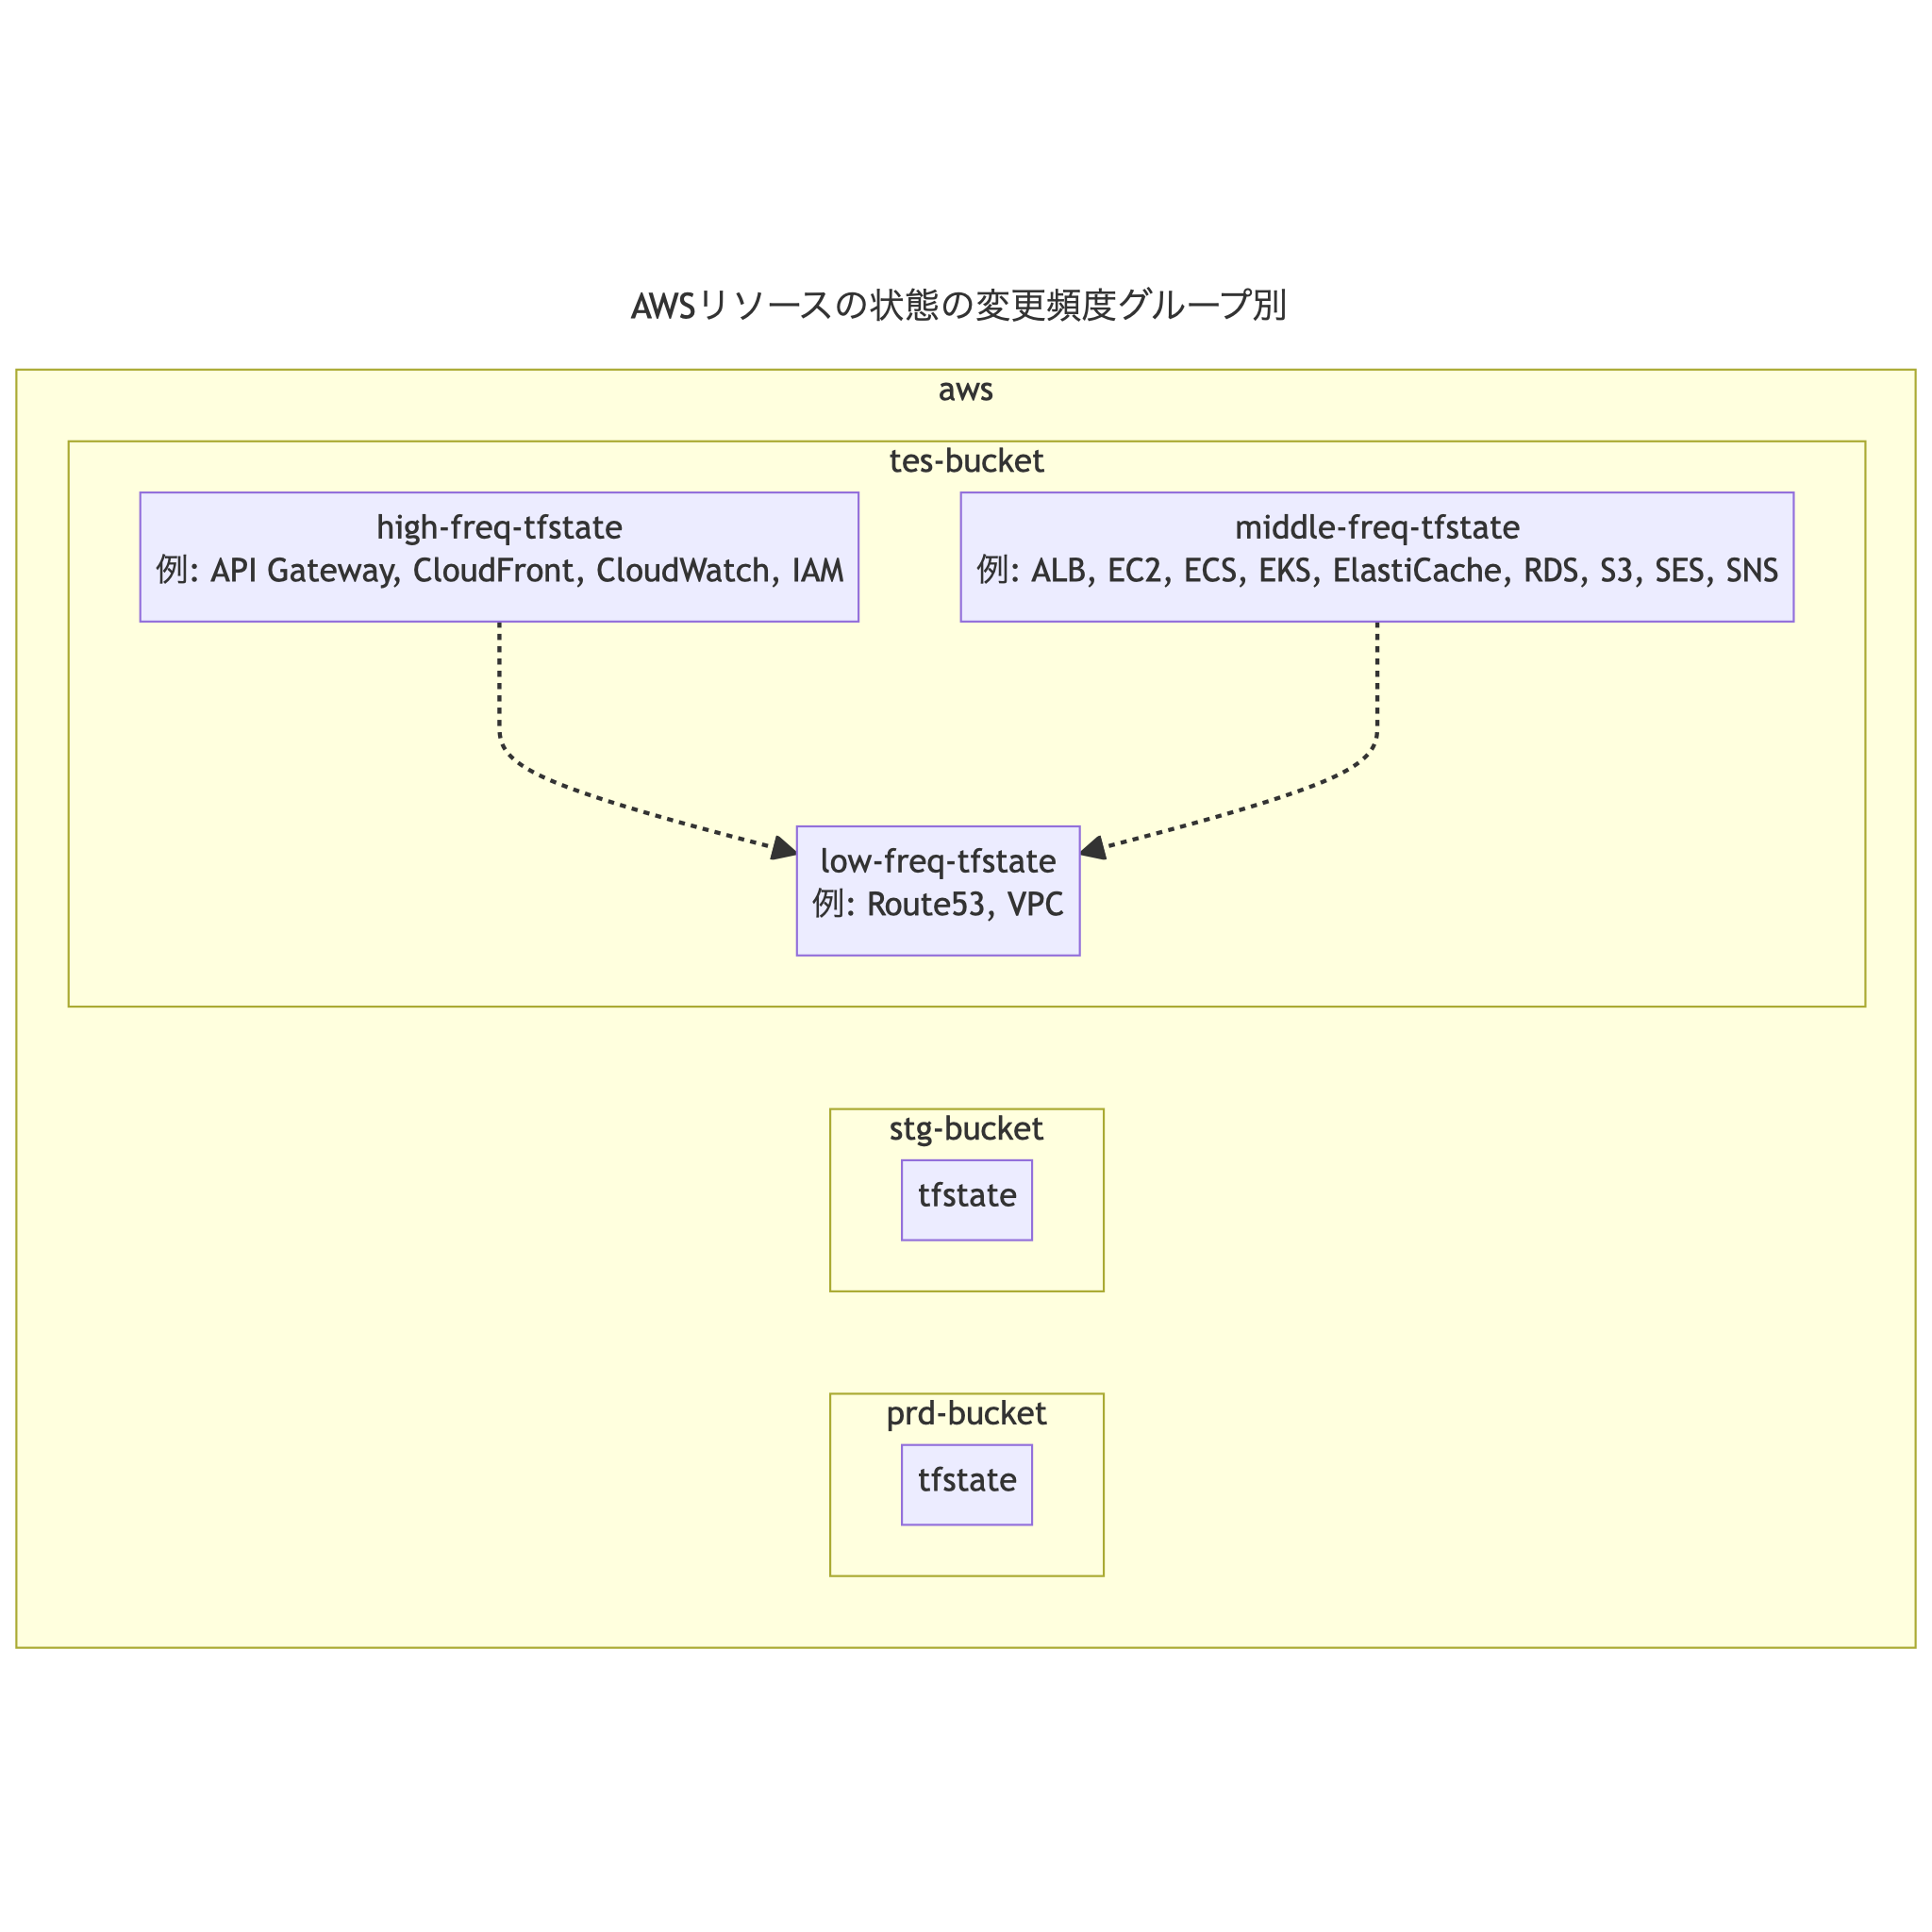 AWSリソースの状態の変更頻度グループ別
aws
tes-bucket
high-freq-tfstate
例: API Gateway, CloudFront, CloudWatch, IAM
middle-freq-tfstate
例: ALB, EC2, ECS, EKS, ElastiCache, RDS, S3, SES, SNS
low-freq-tfstate
例: Route53, VPC
stg-bucket
tfstate
prd-bucket
tfstate